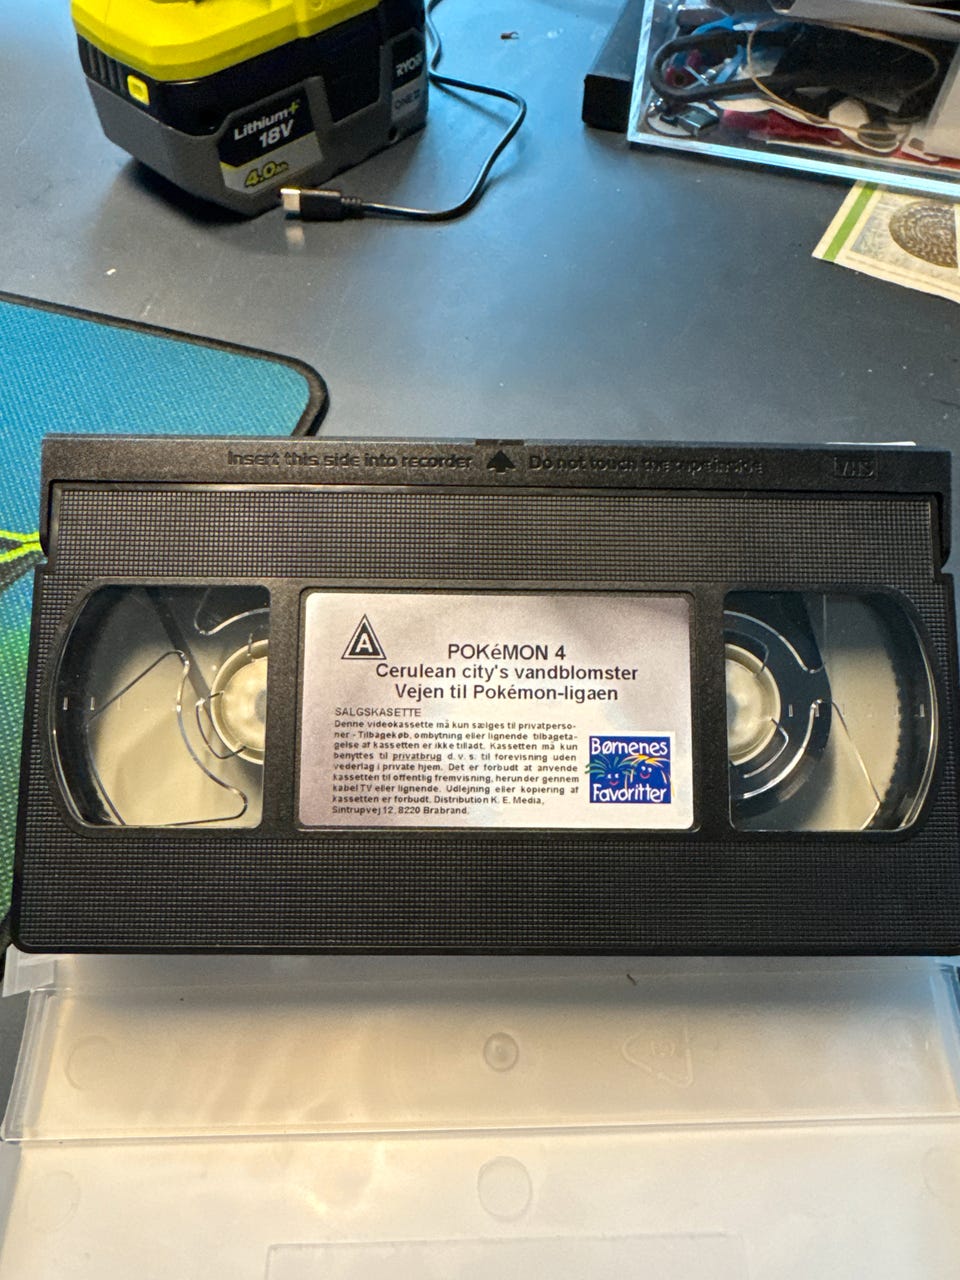 Lithium+
18V
4.0Ah
RYOBI
ONE+
Insert this side into recorder Do not touch the tape inside VHS
A
POKéMON 4
Cerulean city's vandblomster
Vejen til Pokémon-ligaen
SALGSKASETTE
Denne videokassette må kun sælges til privatperso-
ner - Tilbagekøb, ombytning eller lignende tilbageta-
gelse af kassetten er ikke tilladt. Kassetten må kun
benyttes til privatbrug d.v.s. til forevisning uden
vederlag i private hjem. Det er forbudt at anvende
kassetten til offentlig fremvisning, herunder gennem
kabel TV eller lignende. Udlejning eller kopiering af
kassetten er forbudt. Distribution K. E. Media,
Sintrupvej 12, 8220 Brabrand.
Børnenes
Favoritter